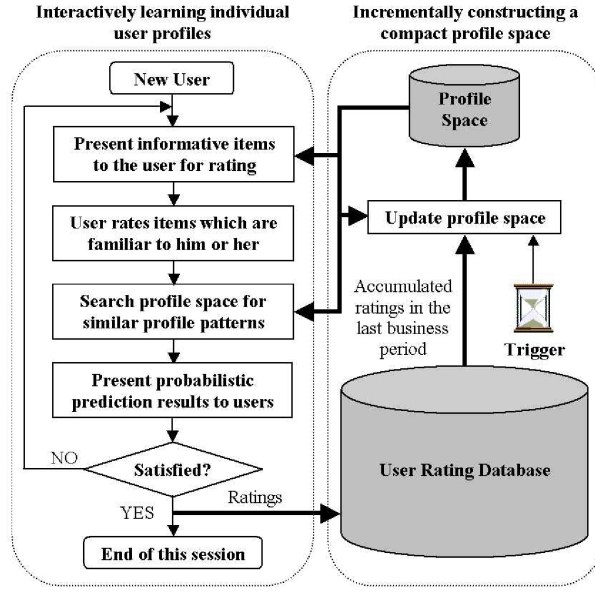 Interactively learning individual
user profiles
New User
Present informative items
to the user for rating
User rates items which are
familiar to him or her
Search profile space for
similar profile patterns
Present probabilistic
prediction results to users
Satisfied?
NO
YES
Ratings
End of this session
Incrementally constructing a
compact profile space
Profile
Space
Update profile space
Accumulated
ratings in the
last business
period
Trigger
User Rating Database